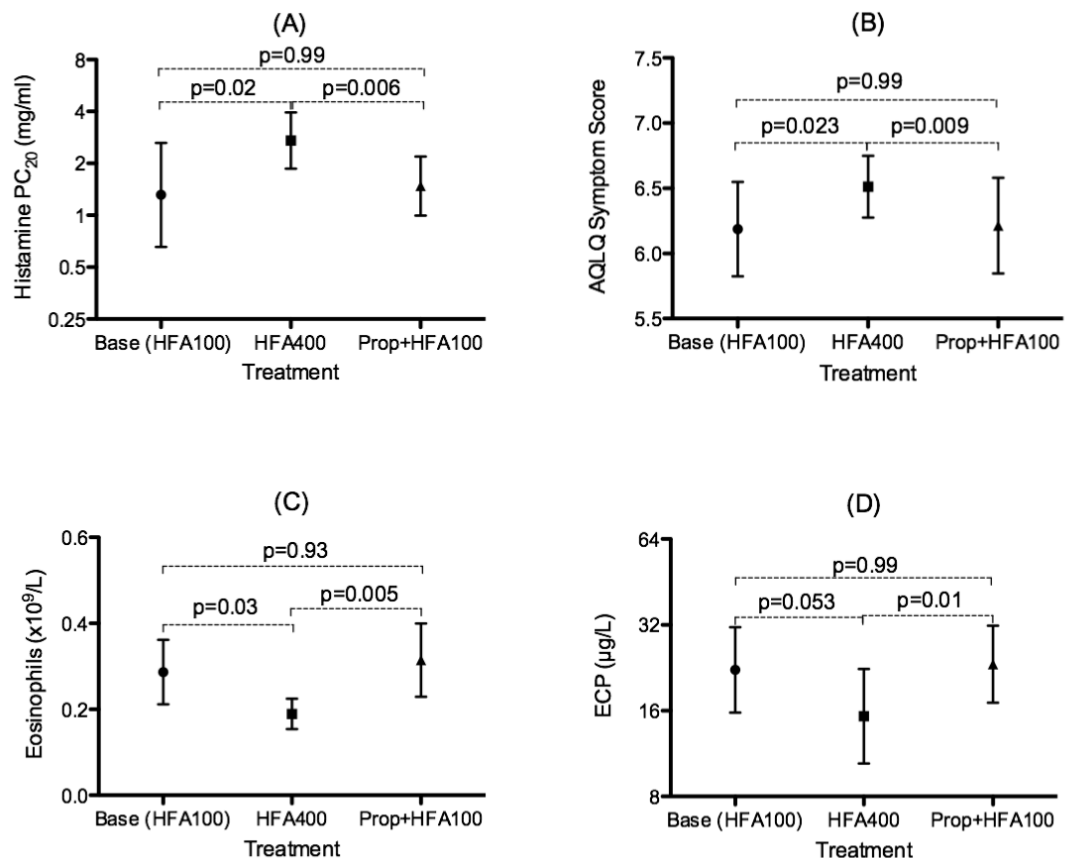 (A)
Histamine PC20 (mg/ml)
8
4
2
1
0.5
0.25
p=0.99
p=0.02 p=0.006
Base (HFA100) HFA400 Prop+HFA100
Treatment
(B)
AQLQ Symptom Score
7.5
7.0
6.5
6.0
5.5
p=0.99
p=0.023 p=0.009
Base (HFA100) HFA400 Prop+HFA100
Treatment
(C)
Eosinophils (x10⁹/L)
0.6
0.4
0.2
0.0
p=0.93
p=0.03 p=0.005
Base (HFA100) HFA400 Prop+HFA100
Treatment
(D)
ECP (µg/L)
64
32
16
8
p=0.99
p=0.053 p=0.01
Base (HFA100) HFA400 Prop+HFA100
Treatment